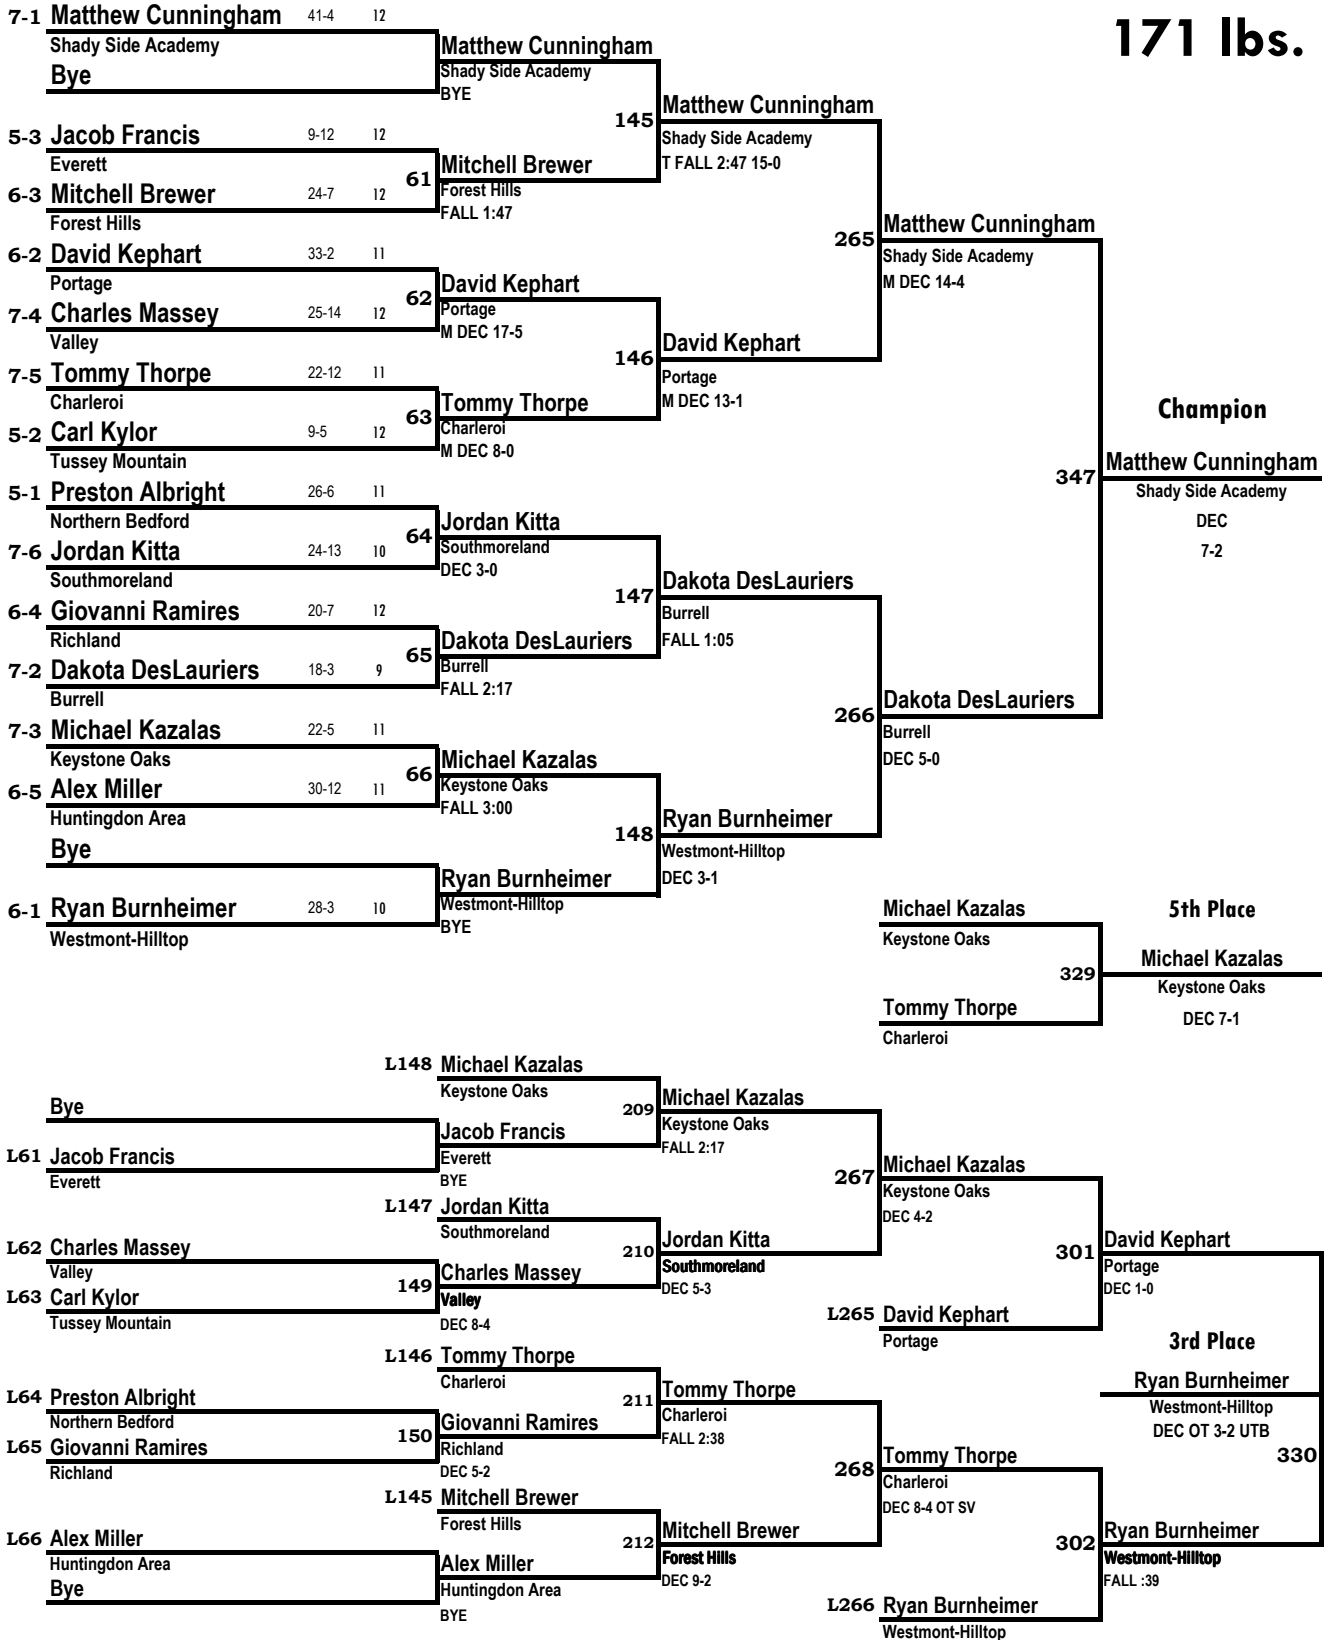 171 lbs.
7-1 Matthew Cunningham 41-4 12
Shady Side Academy
Bye
Matthew Cunningham
Shady Side Academy
BYE
5-3 Jacob Francis 9-12 12
Everett
6-3 Mitchell Brewer 24-7 12
Forest Hills
61
Mitchell Brewer
Forest Hills
FALL 1:47
145
Matthew Cunningham
Shady Side Academy
T FALL 2:47 15-0
6-2 David Kephart 33-2 11
Portage
7-4 Charles Massey 25-14 12
Valley
62
David Kephart
Portage
M DEC 17-5
7-5 Tommy Thorpe 22-12 11
Charleroi
5-2 Carl Kylor 9-5 12
Tussey Mountain
63
Tommy Thorpe
Charleroi
M DEC 8-0
146
David Kephart
Portage
M DEC 13-1
265
Matthew Cunningham
Shady Side Academy
M DEC 14-4
5-1 Preston Albright 26-6 11
Northern Bedford
7-6 Jordan Kitta 24-13 10
Southmoreland
64
Jordan Kitta
Southmoreland
DEC 3-0
6-4 Giovanni Ramires 20-7 12
Richland
7-2 Dakota DesLauriers 18-3 9
Burrell
65
Dakota DesLauriers
Burrell
FALL 2:17
147
Dakota DesLauriers
Burrell
FALL 1:05
7-3 Michael Kazalas 22-5 11
Keystone Oaks
6-5 Alex Miller 30-12 11
Huntingdon Area
66
Michael Kazalas
Keystone Oaks
FALL 3:00
Bye
6-1 Ryan Burnheimer 28-3 10
Westmont-Hilltop
Ryan Burnheimer
Westmont-Hilltop
BYE
148
Ryan Burnheimer
Westmont-Hilltop
DEC 3-1
266
Dakota DesLauriers
Burrell
DEC 5-0
347
Champion
Matthew Cunningham
Shady Side Academy
DEC
7-2
Michael Kazalas
Keystone Oaks
329
Tommy Thorpe
Charleroi
5th Place
Michael Kazalas
Keystone Oaks
DEC 7-1
L148 Michael Kazalas
Keystone Oaks
Bye
L61 Jacob Francis
Everett
Jacob Francis
Everett
BYE
209
Michael Kazalas
Keystone Oaks
FALL 2:17
L147 Jordan Kitta
Southmoreland
L62 Charles Massey
Valley
L63 Carl Kylor
Tussey Mountain
149
Charles Massey
Valley
DEC 8-4
210
Jordan Kitta
Southmoreland
DEC 5-3
267
Michael Kazalas
Keystone Oaks
DEC 4-2
L265 David Kephart
Portage
301
David Kephart
Portage
DEC 1-0
L146 Tommy Thorpe
Charleroi
L64 Preston Albright
Northern Bedford
L65 Giovanni Ramires
Richland
150
Giovanni Ramires
Richland
DEC 5-2
211
Tommy Thorpe
Charleroi
FALL 2:38
L145 Mitchell Brewer
Forest Hills
L66 Alex Miller
Huntingdon Area
Bye
Alex Miller
Huntingdon Area
BYE
212
Mitchell Brewer
Forest Hills
DEC 9-2
268
Tommy Thorpe
Charleroi
DEC 8-4 OT SV
L266 Ryan Burnheimer
Westmont-Hilltop
302
Ryan Burnheimer
Westmont-Hilltop
FALL :39
3rd Place
Ryan Burnheimer
Westmont-Hilltop
DEC OT 3-2 UTB
330